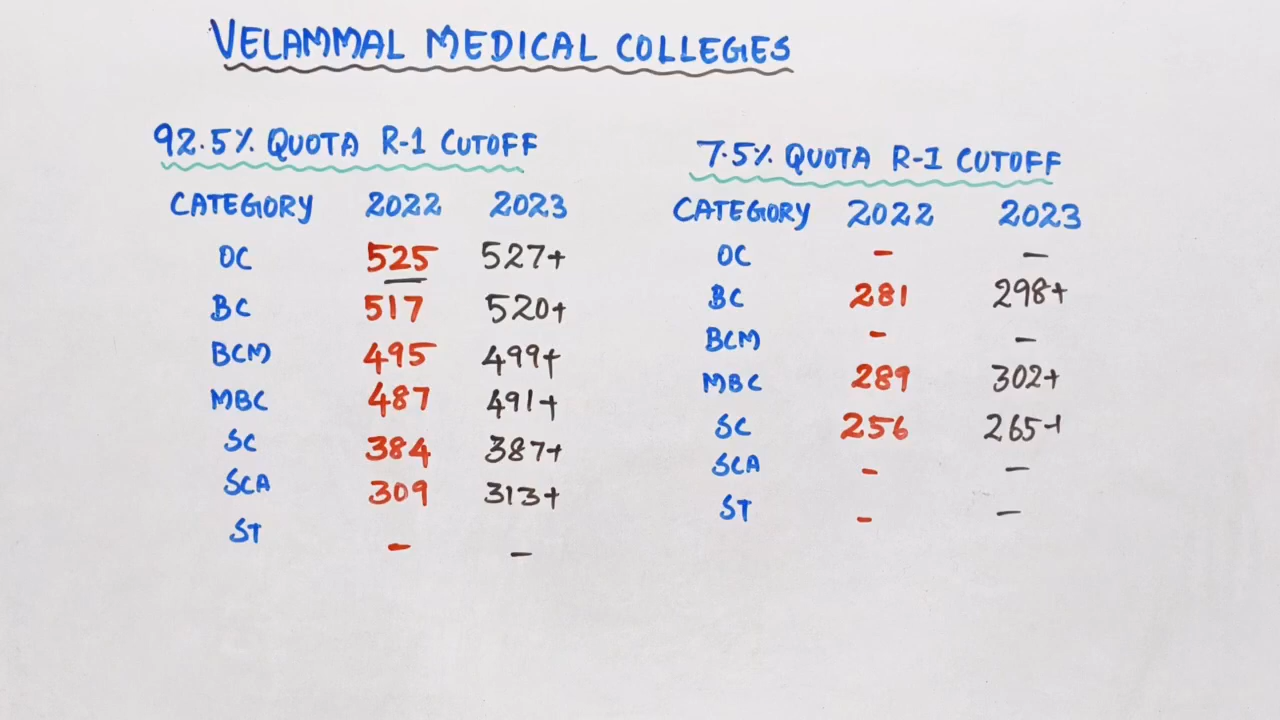 VELAMMAL MEDICAL COLLEGES
92.5% QUOTA R-1 CUTOFF
CATEGORY 2022 2023
OC 525 527+
BC 517 520+
BCM 495 499+
MBC 487 491+
SC 384 387+
SCA 309 313+
ST - -
7.5% QUOTA R-1 CUTOFF
CATEGORY 2022 2023
OC - -
BC 281 298+
BCM - -
MBC 289 302+
SC 256 265+
SCA - -
ST - -